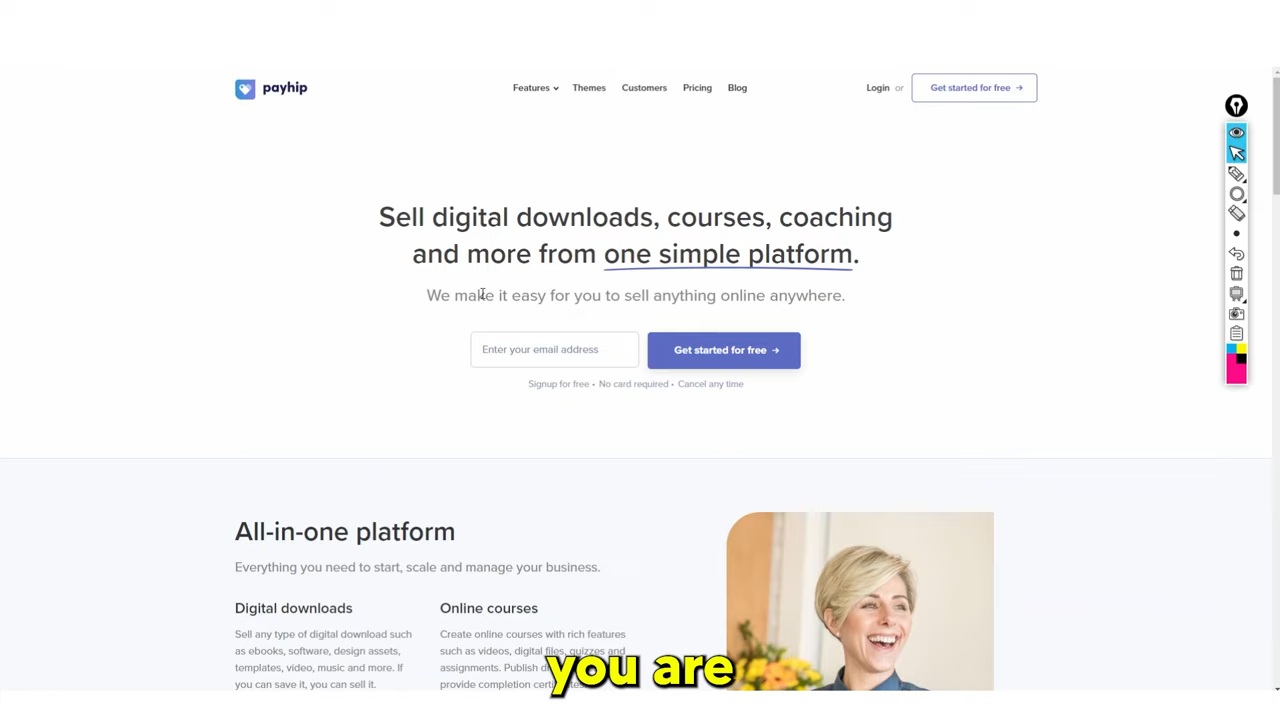 payhip
Features Themes Customers Pricing Blog
Login or Get started for free →
Sell digital downloads, courses, coaching
and more from one simple platform.
We make it easy for you to sell anything online anywhere.
Enter your email address Get started for free →
Signup for free • No card required • Cancel any time
All-in-one platform
Everything you need to start, scale and manage your business.
Digital downloads
Sell any type of digital download such
as ebooks, software, design assets,
templates, video, music and more. If
you can save it, you can sell it.
Online courses
Create online courses with rich features
such as videos, digital files, quizzes and
assignments. Publish
provide completion
you are